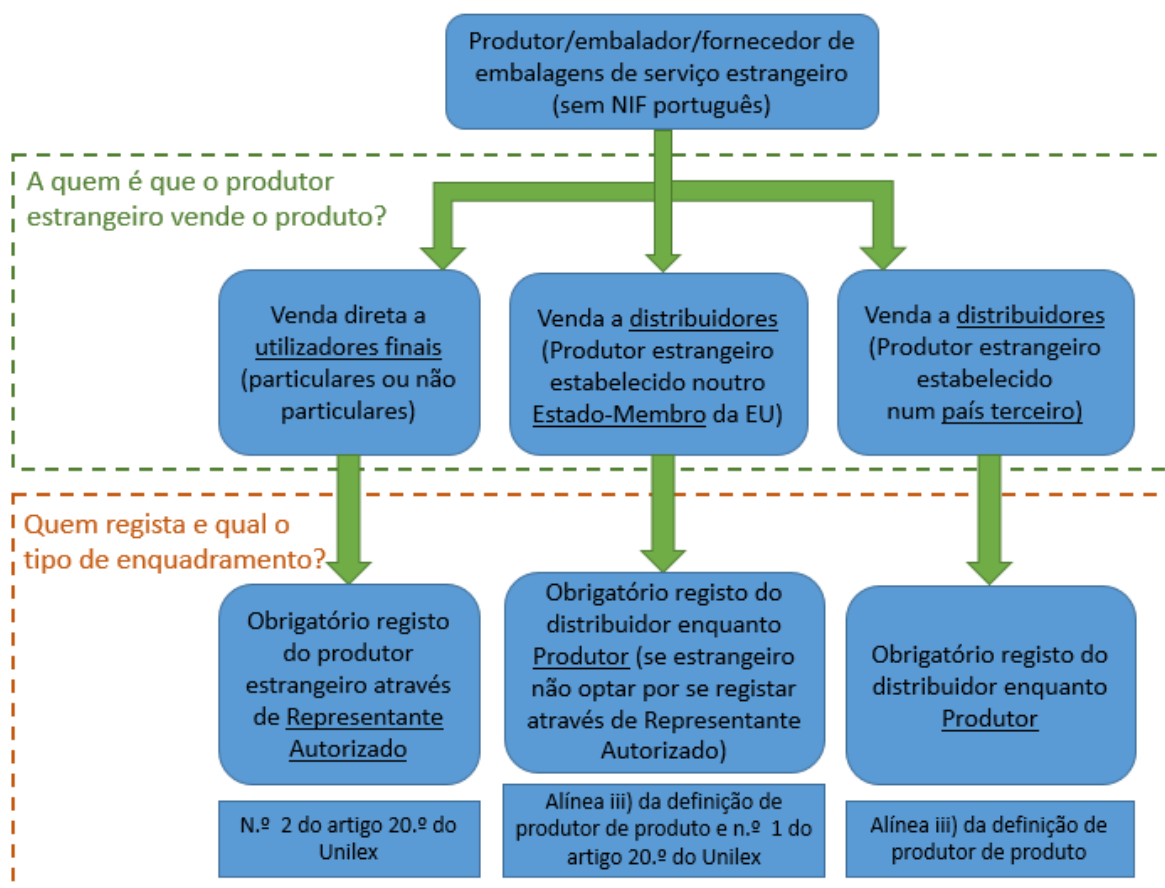 Produtor/embalador/fornecedor de
embalagens de serviço estrangeiro
(sem NIF português)
A quem é que o produtor
estrangeiro vende o produto?
Venda direta a
utilizadores finais
(particulares ou não
particulares)
Venda a distribuidores
(Produtor estrangeiro
estabelecido noutro
Estado-Membro da EU)
Venda a distribuidores
(Produtor estrangeiro
estabelecido
num país terceiro)
Quem regista e qual o
tipo de enquadramento?
Obrigatório registo
do produtor
estrangeiro através
de Representante
Autorizado
Obrigatório registo do
distribuidor enquanto
Produtor (se estrangeiro
não optar por se registar
através de Representante
Autorizado)
Obrigatório registo do
distribuidor enquanto
Produtor
N.º 2 do artigo 20.º do
Unilex
Alínea iii) da definição de
produtor de produto e n.º 1 do
artigo 20.º do Unilex
Alínea iii) da definição de
produtor de produto